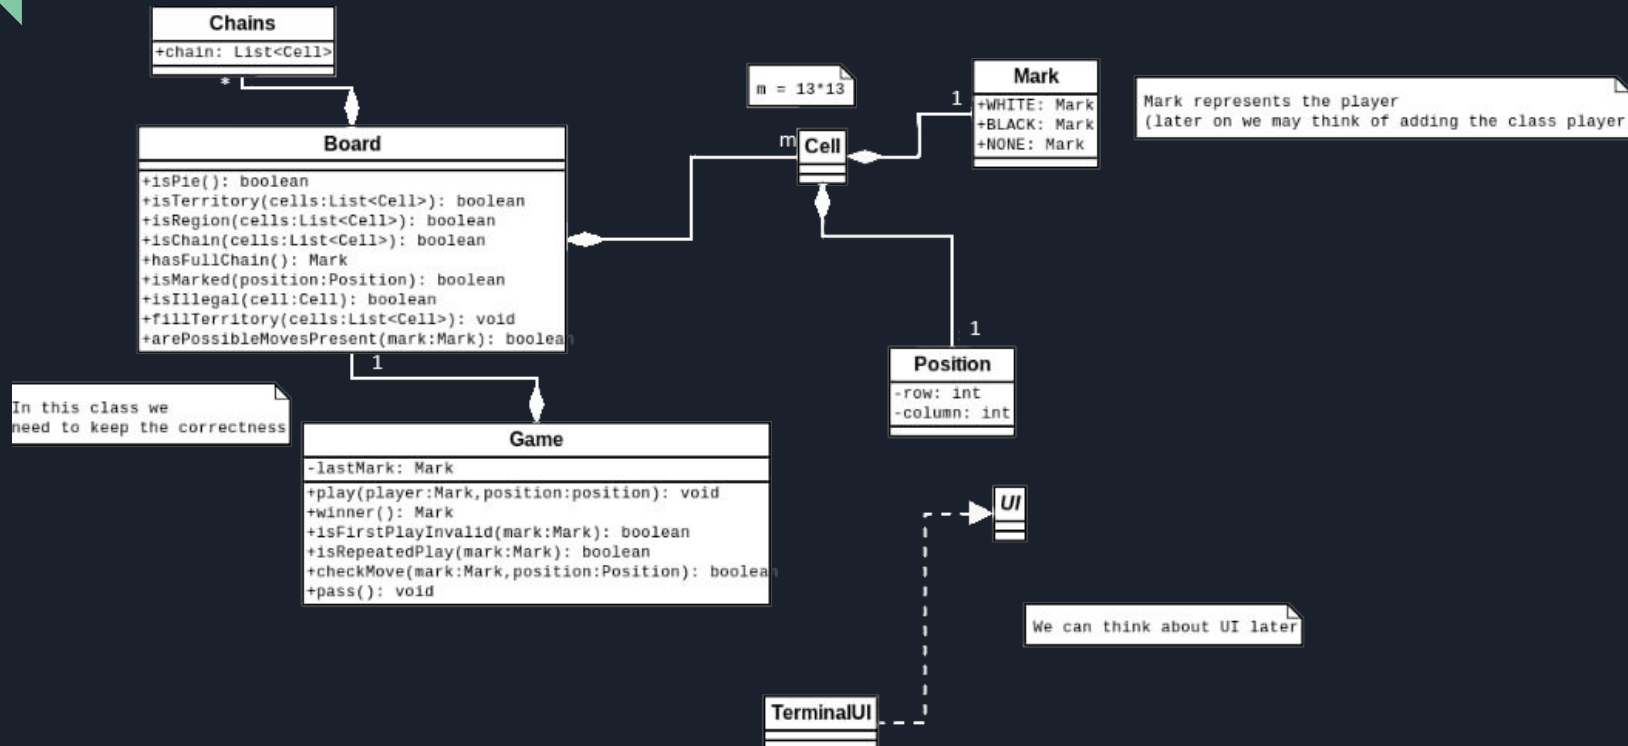 Chains
+chain: List<Cell>
*
Board
+isPie(): boolean
+isTerritory(cells:List<Cell>): boolean
+isRegion(cells:List<Cell>): boolean
+isChain(cells:List<Cell>): boolean
+hasFullChain(): Mark
+isMarked(position:Position): boolean
+isIllegal(cell:Cell): boolean
+fillTerritory(cells:List<Cell>): void
+arePossibleMovesPresent(mark:Mark): boolean
1
m = 13*13
m
Cell
1
Mark
+WHITE: Mark
+BLACK: Mark
+NONE: Mark
Mark represents the player
(later on we may think of adding the class player
1
Position
-row: int
-column: int
In this class we
need to keep the correctness
Game
-lastMark: Mark
+play(player:Mark,position:position): void
+winner(): Mark
+isFirstPlayInvalid(mark:Mark): boolean
+isRepeatedPlay(mark:Mark): boolean
+checkMove(mark:Mark,position:Position): boolean
+pass(): void
UI
We can think about UI later
TerminalUI